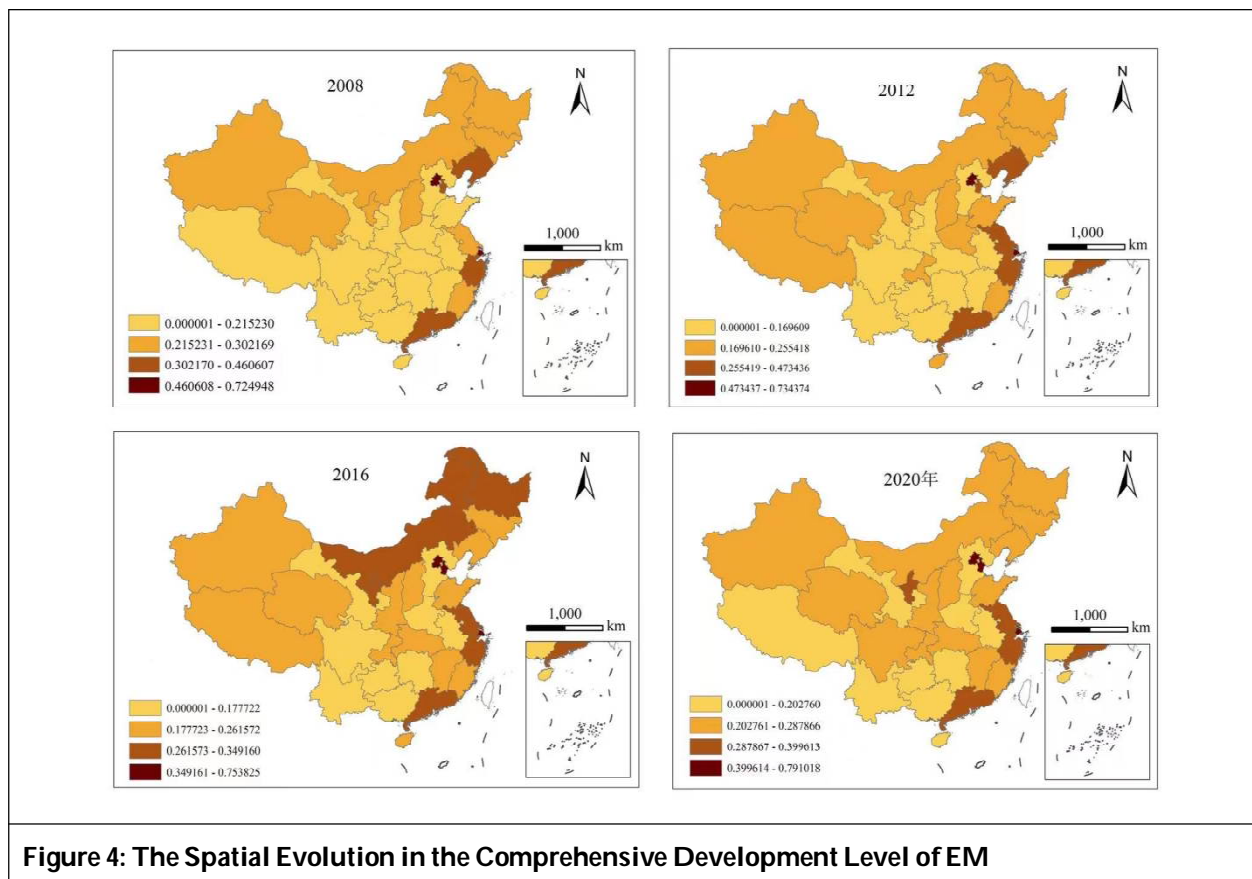 2008
N
1,000
km
0.000001 - 0.215230
0.215231 - 0.302169
0.302170 - 0.460607
0.460608 - 0.724948
2012
N
1,000
km
0.000001 - 0.169609
0.169610 - 0.255418
0.255419 - 0.473436
0.473437 - 0.734374
2016
N
1,000
km
0.000001 - 0.177722
0.177723 - 0.261572
0.261573 - 0.349160
0.349161 - 0.753825
2020年
N
1,000
km
0.000001 - 0.202760
0.202761 - 0.287866
0.287867 - 0.399613
0.399614 - 0.791018
Figure 4: The Spatial Evolution in the Comprehensive Development Level of EM